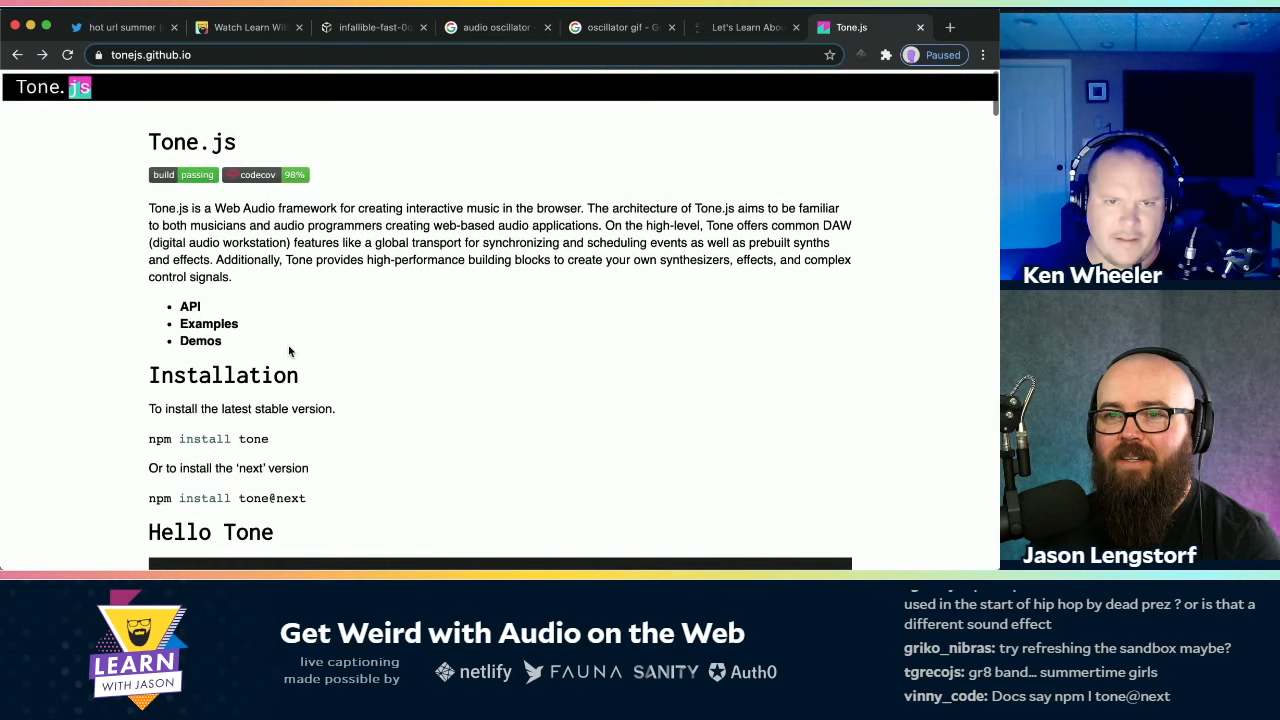 hot url summer (
Watch Learn Wi
infallible-fast-0c
audio oscillator -
oscillator gif - G
Let's Learn Abou
Tone.js
tonejs.github.io
Paused
Tone.js
Tone.js
build passing
codecov 98%
Tone.js is a Web Audio framework for creating interactive music in the browser. The architecture of Tone.js aims to be familiar
to both musicians and audio programmers creating web-based audio applications. On the high-level, Tone offers common DAW
(digital audio workstation) features like a global transport for synchronizing and scheduling events as well as prebuilt synths
and effects. Additionally, Tone provides high-performance building blocks to create your own synthesizers, effects, and complex
control signals.
• API
• Examples
• Demos
Installation
To install the latest stable version.
npm install tone
Or to install the ‘next’ version
npm install tone@next
Hello Tone
Ken Wheeler
Jason Lengstorf
LEARN
WITH JASON
Get Weird with Audio on the Web
live captioning
made possible by
netlify
FAUNA
SANITY
Auth0
used in the start of hip hop by dead prez ? or is that a
different sound effect
griko_nibras: try refreshing the sandbox maybe?
tgrecojs: gr8 band... summertime girls
vinny_code: Docs say npm I tone@next